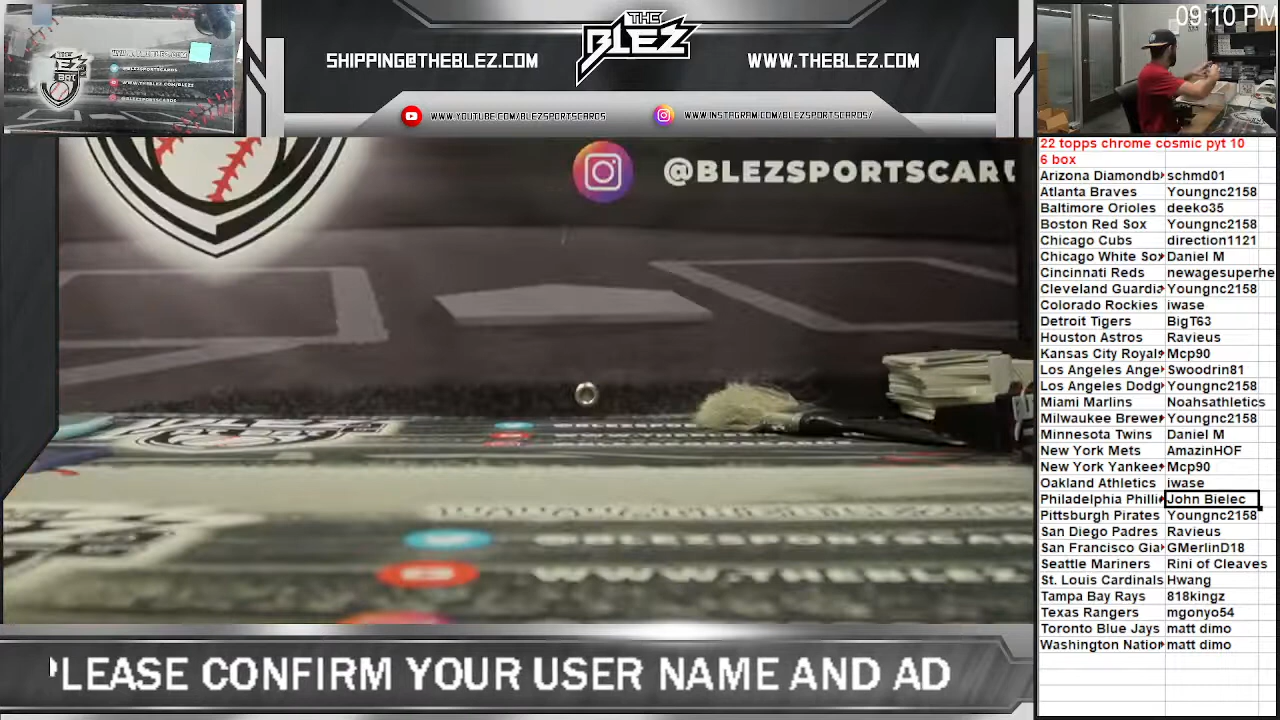 09:10 PM
THE BLEZ
SHIPPING@THEBLEZ.COM
WWW.THEBLEZ.COM
WWW.YOUTUBE.COM/BLEZSPORTSCARDS
WWW.INSTAGRAM.COM/BLEZSPORTSCARDS/
@BLEZSPORTSCAR
22 topps chrome cosmic pyt 10
6 box
Arizona Diamondb schmd01
Atlanta Braves Youngnc2158
Baltimore Orioles deeko35
Boston Red Sox Youngnc2158
Chicago Cubs direction1121
Chicago White Sox Daniel M
Cincinnati Reds newagesuperhe
Cleveland Guardia Youngnc2158
Colorado Rockies iwase
Detroit Tigers BigT63
Houston Astros Ravieus
Kansas City Royals Mcp90
Los Angeles Ange Swoodrin81
Los Angeles Dodg Youngnc2158
Miami Marlins Noahsathletics
Milwaukee Brewe Youngnc2158
Minnesota Twins Daniel M
New York Mets AmazinHOF
New York Yankee Mcp90
Oakland Athletics iwase
Philadelphia Philli John Bielec
Pittsburgh Pirates Youngnc2158
San Diego Padres Ravieus
San Francisco Gia GMerlinD18
Seattle Mariners Rini of Cleaves
St. Louis Cardinals Hwang
Tampa Bay Rays 818kingz
Texas Rangers mgonyo54
Toronto Blue Jays matt dimo
Washington Nation matt dimo
@BLEZSPORTSCAR
WWW.THEBLEZ
PLEASE CONFIRM YOUR USER NAME AND AD